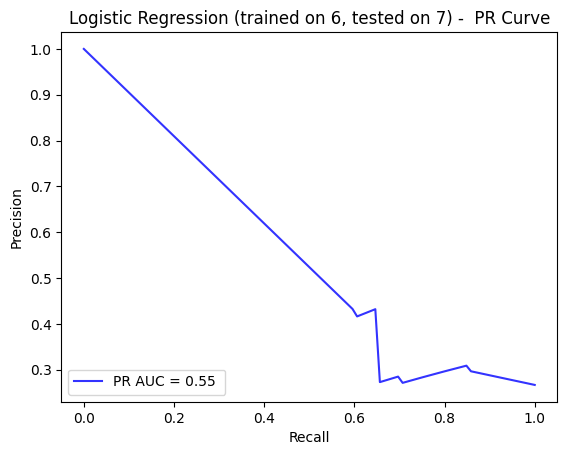 Logistic Regression (trained on 6, tested on 7) -  PR Curve
1.0
0.9
0.8
0.7
0.6
0.5
0.4
0.3
Precision
PR AUC = 0.55
0.0 0.2 0.4 0.6 0.8 1.0
Recall